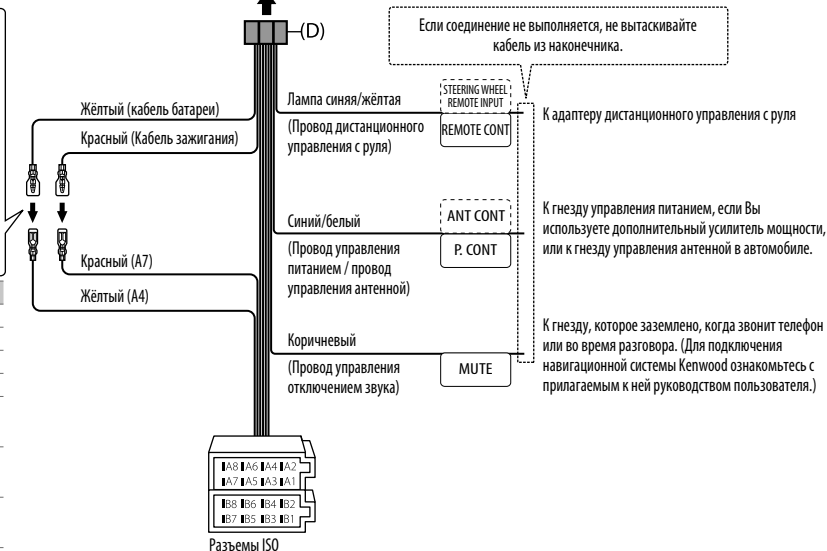 (D)
Если соединение не выполняется, не вытаскивайте
кабель из наконечника.
Жёлтый (кабель батареи)
Красный (Кабель зажигания)
Лампа синяя/жёлтая
(Провод дистанционного
управления с руля)
STEERING WHEEL
REMOTE INPUT
REMOTE CONT
К адаптеру дистанционного управления с руля
Синий/белый
(Провод управления
питанием / провод
управления антенной)
ANT CONT
P. CONT
К гнезду управления питанием, если Вы
используете дополнительный усилитель мощности,
или к гнезду управления антенной в автомобиле.
Красный (A7)
Жёлтый (A4)
Коричневый
(Провод управления
отключением звука)
MUTE
К гнезду, которое заземлено, когда звонит телефон
или во время разговора. (Для подключения
навигационной системы Kenwood ознакомьтесь с
прилагаемым к ней руководством пользователя.)
A8 A6 A4 A2
A7 A5 A3 A1
B8 B6 B4 B2
B7 B5 B3 B1
Разъемы ISO